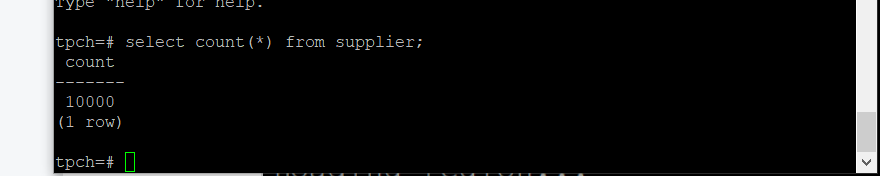 Type "help" for help.
tpch=# select count(*) from supplier;
count
-------
10000
(1 row)
tpch=#